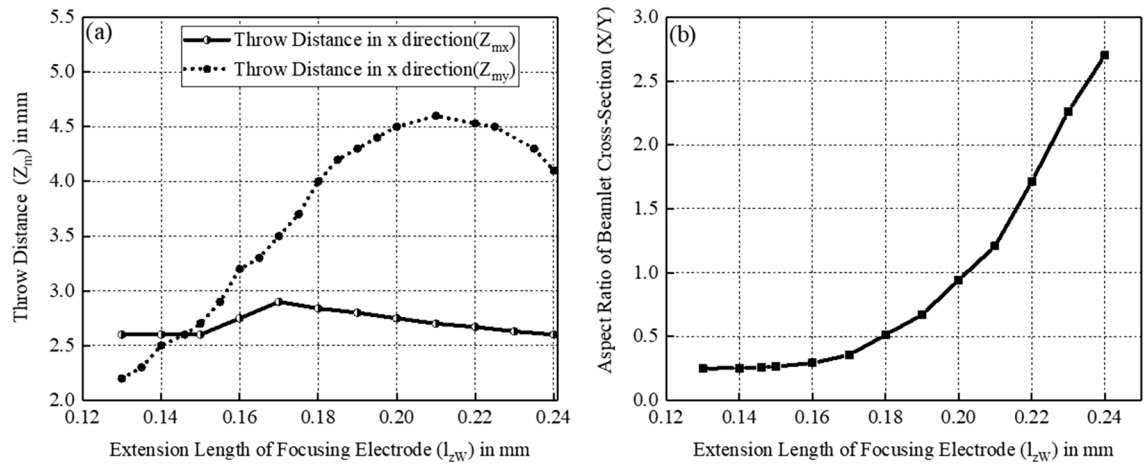 (a)
Throw Distance in x direction(Zmx)
Throw Distance in x direction(Zmy)
5.5
5.0
4.5
4.0
3.5
3.0
2.5
2.0
0.12 0.14 0.16 0.18 0.20 0.22 0.24
Throw Distance (Zm) in mm
Extension Length of Focusing Electrode (lzW) in mm
(b)
3.0
2.5
2.0
1.5
1.0
0.5
0.0
0.12 0.14 0.16 0.18 0.20 0.22 0.24
Aspect Ratio of Beamlet Cross-Section (X/Y)
Extension Length of Focusing Electrode (lzW) in mm